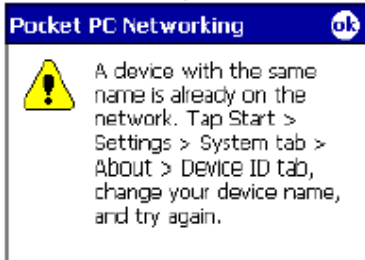 Pocket PC Networking ok
A device with the same
name is already on the
network. Tap Start >
Settings > System tab >
About > Device ID tab,
change your device name,
and try again.